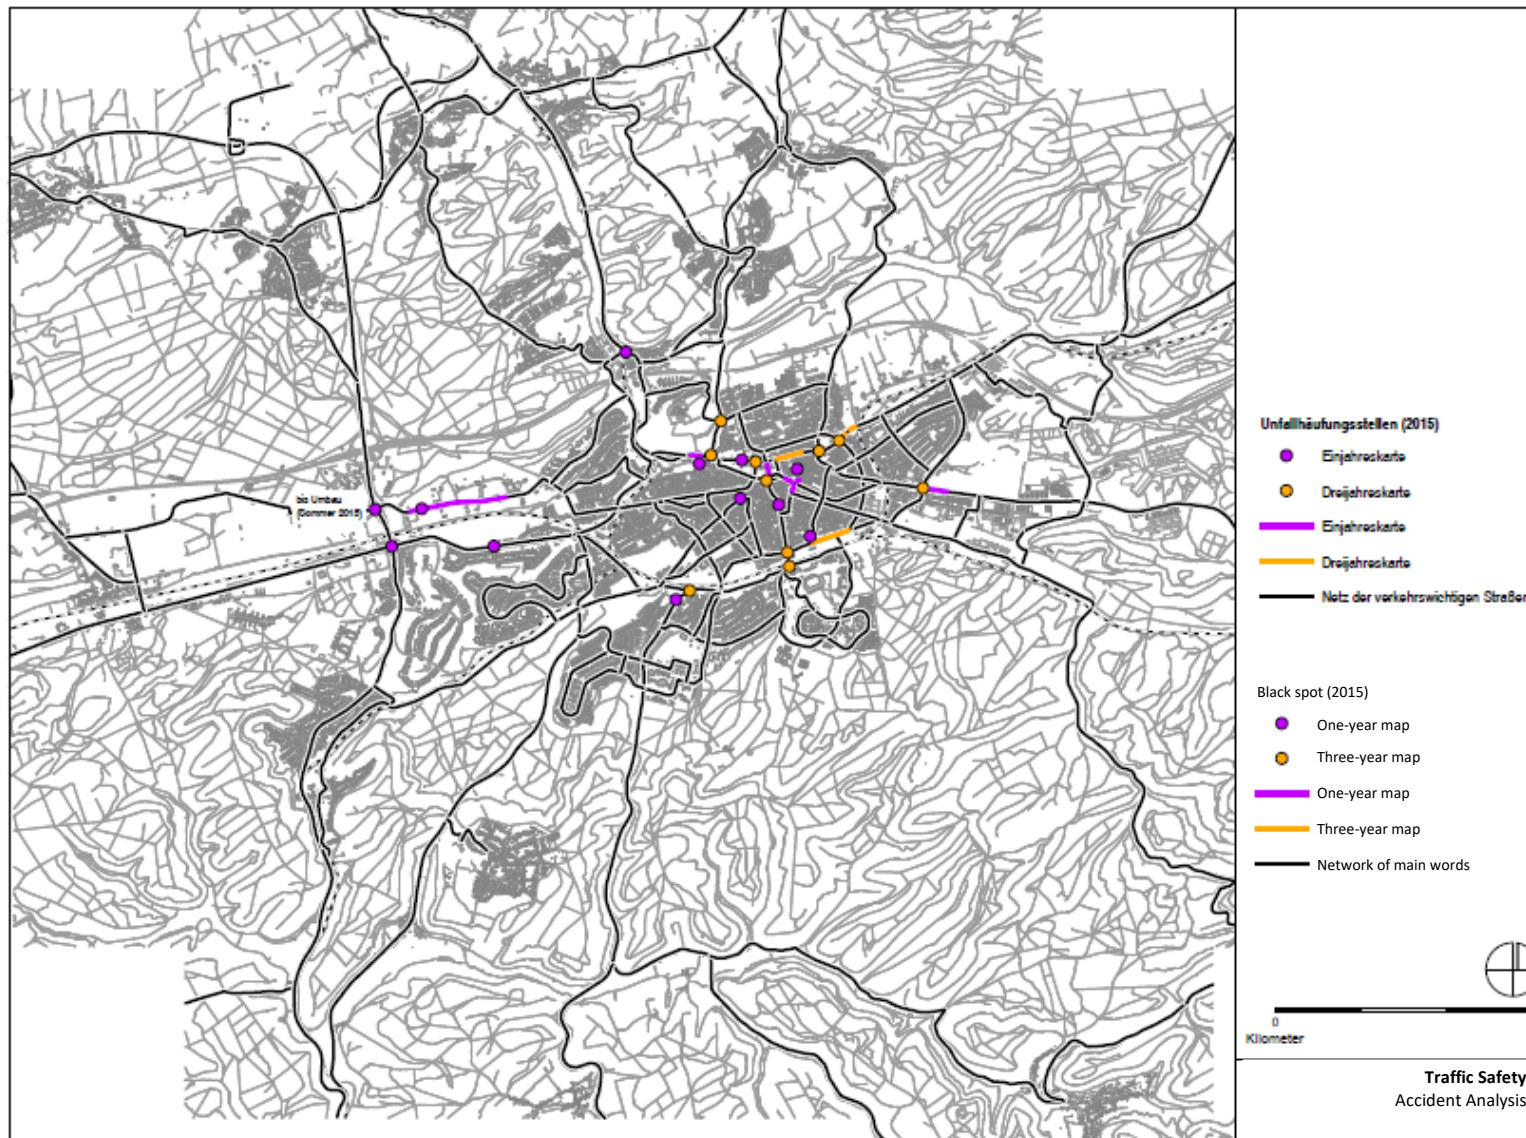 bis Umbau
(Sommer 2015)
Unfallhäufungsstellen (2015)
Einjahreskarte
Dreijahreskarte
Einjahreskarte
Dreijahreskarte
Netz der verkehrswichtigen Straßen
Black spot (2015)
One-year map
Three-year map
One-year map
Three-year map
Network of main words
0
Kilometer
Traffic Safety
Accident Analysis